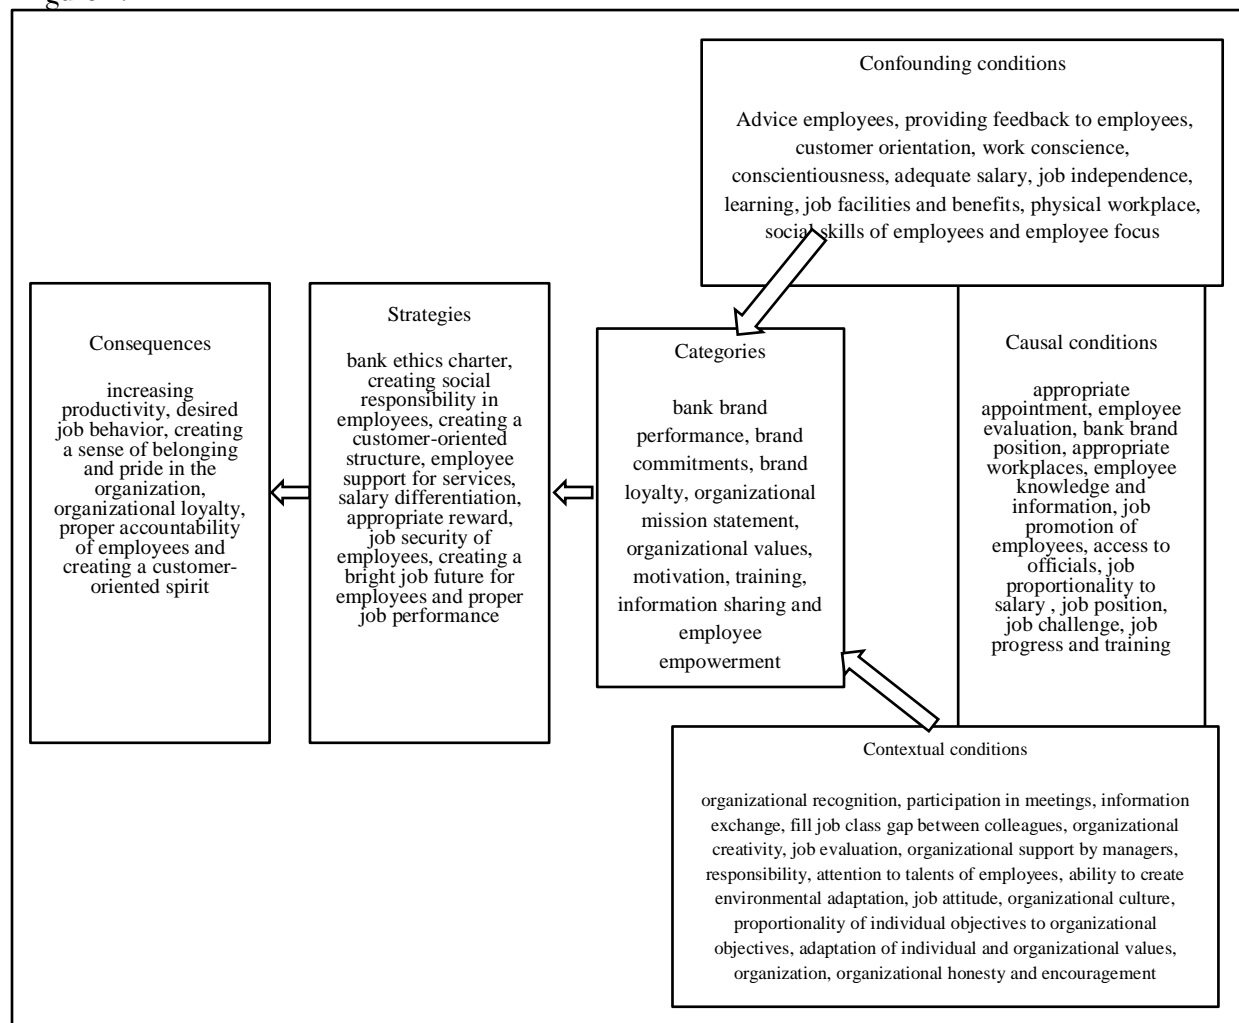 Confounding conditions
Advice employees, providing feedback to employees,
customer orientation, work conscience,
conscientiousness, adequate salary, job independence,
learning, job facilities and benefits, physical workplace,
social skills of employees and employee focus
Consequences
increasing
productivity, desired
job behavior, creating
a sense of belonging
and pride in the
organization,
organizational loyalty,
proper accountability
of employees and
creating a customer-
oriented spirit
Strategies
bank ethics charter,
creating social
responsibility in
employees, creating a
customer-oriented
structure, employee
support for services,
salary differentiation,
appropriate reward,
job security of
employees, creating a
bright job future for
employees and proper
job performance
Categories
bank brand
performance, brand
commitments, brand
loyalty, organizational
mission statement,
organizational values,
motivation, training,
information sharing and
employee
empowerment
Causal conditions
appropriate
appointment, employee
evaluation, bank brand
position, appropriate
workplaces, employee
knowledge and
information, job
promotion of
employees, access to
officials, job
proportionality to
salary , job position,
job challenge, job
progress and training
Contextual conditions
organizational recognition, participation in meetings, information
exchange, fill job class gap between colleagues, organizational
creativity, job evaluation, organizational support by managers,
responsibility, attention to talents of employees, ability to create
environmental adaptation, job attitude, organizational culture,
proportionality of individual objectives to organizational
objectives, adaptation of individual and organizational values,
organization, organizational honesty and encouragement